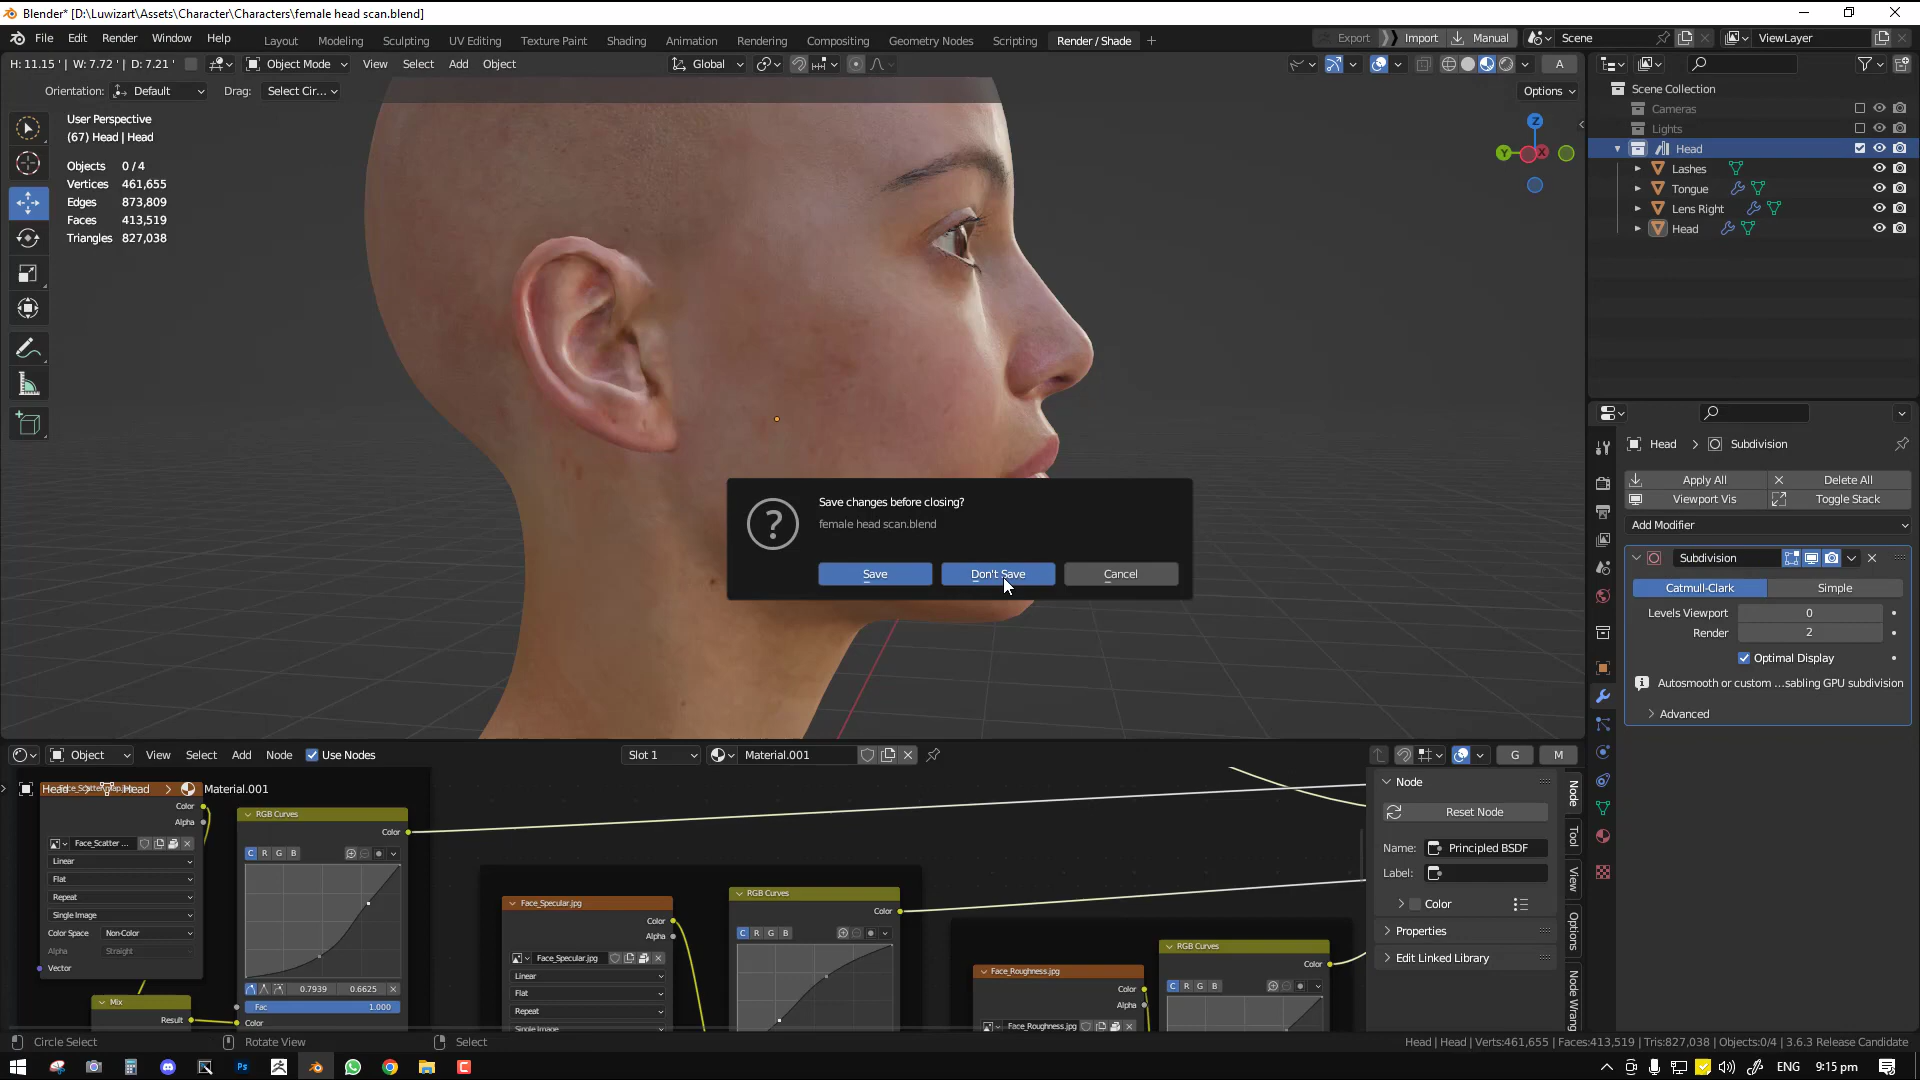 Blender* [D:\Luwizart\Assets\Character\Characters\female head scan.blend]
File Edit Render Window Help Layout Modeling Sculpting UV Editing Texture Paint Shading Animation Rendering Compositing Geometry Nodes Scripting Render / Shade Export Import Manual Scene ViewLayer
H: 11.15 ' | W: 7.72 ' | D: 7.21 ' Object Mode View Select Add Object Global A
Orientation: Default Drag: Select Cir... Options
User Perspective
(67) Head | Head
Objects 0 / 4
Vertices 461,655
Edges 873,809
Faces 413,519
Triangles 827,038
Z
Y
X
Scene Collection
Cameras
Lights
Head
Lashes
Tongue
Lens Right
Head
Save changes before closing?
female head scan.blend
Save Don't Save Cancel
Head > Subdivision
Apply All Delete All
Viewport Vis Toggle Stack
Add Modifier
Subdivision
Catmull-Clark Simple
Levels Viewport 0
Render 2
Optimal Display
Autosmooth or custom ...sabling GPU subdivision
Advanced
Object View Select Add Node Use Nodes Slot 1 Material.001 G M
Head Head Material.001
Color
Alpha
Face_Scatter ...
Linear
Flat
Repeat
Single Image
Color Space Non-Color
Alpha Straight
Vector
Mix
Result
RGB Curves
Color
C R G B
0.7939 0.6625
Fac 1.000
Color
Face_Specular.jpg
Color
Alpha
Face_Specular.jpg
Linear
Flat
Repeat
Single Image
RGB Curves
Color
C R G B
Face_Roughness.jpg
Color
Alpha
Face_Roughness.jpg
RGB Curves
Color
C R G B
Node
Reset Node
Name: Principled BSDF
Label:
Color
Properties
Edit Linked Library
Node
Tool
View
Options
Node Wrang
Circle Select Rotate View Select Head | Head | Verts:461,655 | Faces:413,519 | Tris:827,038 | Objects:0/4 | 3.6.3 Release Candidate
Ps ENG 9:15 pm